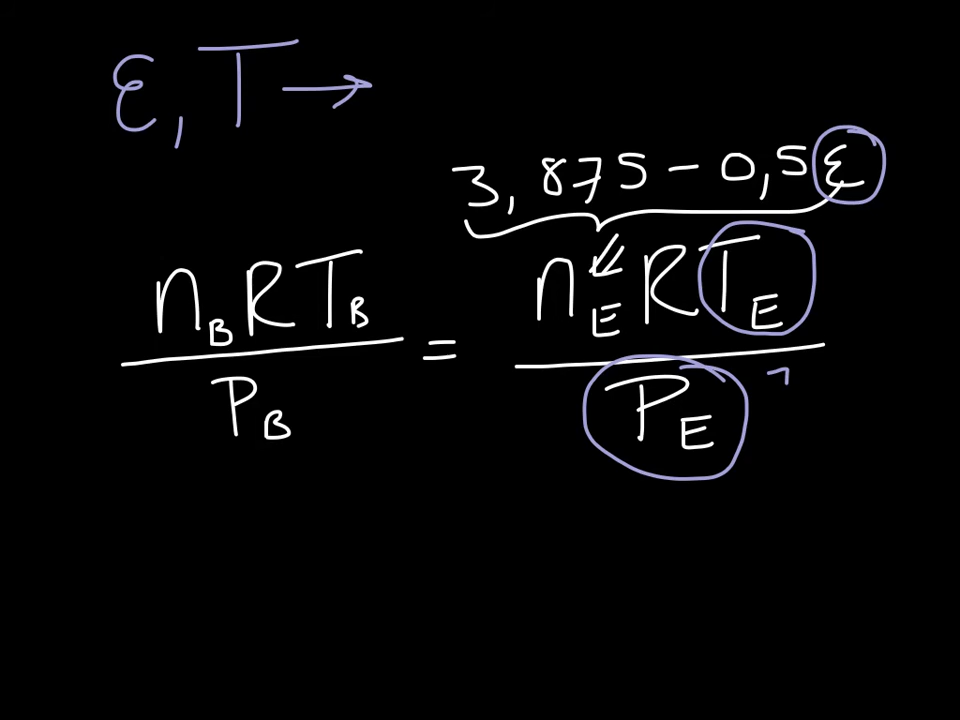 ε, T →
3,875 - 0,5ε
n_B R T_B / P_B = n_E R T_E / P_E